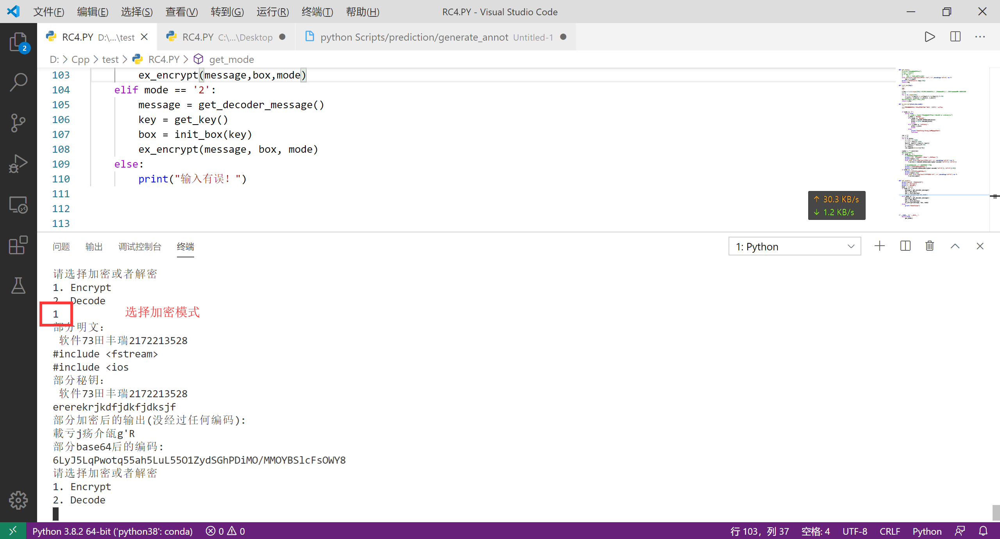 文件(F) 编辑(E) 选择(S) 查看(V) 转到(G) 运行(R) 终端(T) 帮助(H) RC4.PY - Visual Studio Code
2
RC4.PY D:\...\test RC4.PY C:\...\Desktop python Scripts/prediction/generate_annot Untitled-1
D: > Cpp > test > RC4.PY > get_mode
103 ex_encrypt(message,box,mode)
104 elif mode == '2':
105 message = get_decoder_message()
106 key = get_key()
107 box = init_box(key)
108 ex_encrypt(message, box, mode)
109 else:
110 print("输入有误！")
111
112
113
↑ 30.3 KB/s
↓ 1.2 KB/s
问题 输出 调试控制台 终端 1: Python
请选择加密或者解密
1. Encrypt
2. Decode
1 选择加密模式
部分明文:
软件73田丰瑞2172213528
#include <fstream>
#include <ios
部分秘钥:
软件73田丰瑞2172213528
ererekrjkdfjdkfjdksjf
部分加密后的输出(没经过任何编码):
載亏j疡介瓴g'R
部分base64后的编码:
6LyJ5LqPwotq55ah5LuL55O1ZydSGhPDiMO/MMOYBSlcFsOWY8
请选择加密或者解密
1. Encrypt
2. Decode
Python 3.8.2 64-bit ('python38': conda) 0 0 行 103，列 37 空格: 4 UTF-8 CRLF Python